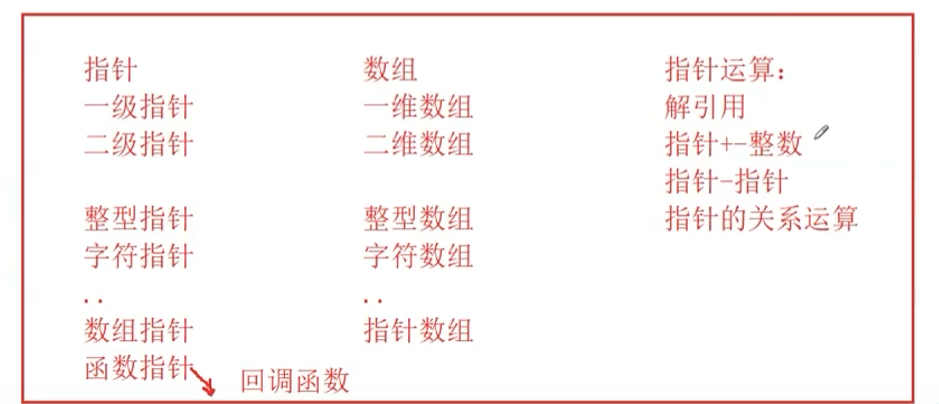 指针
一级指针
二级指针
整型指针
字符指针
..
数组指针
函数指针
回调函数
数组
一维数组
二维数组
整型数组
字符数组
..
指针数组
指针运算：
解引用
指针+-整数
指针-指针
指针的关系运算